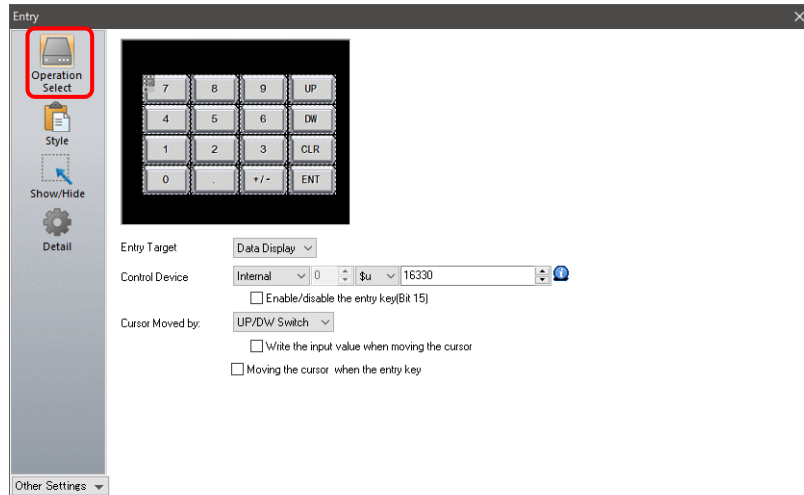 Entry
Operation
Select
Style
Show/Hide
Detail
7 8 9 UP
4 5 6 DW
1 2 3 CLR
0 . +/- ENT
Entry Target Data Display
Control Device Internal 0 $u 16330
Enable/disable the entry key(Bit 15)
Cursor Moved by: UP/DW Switch
Write the input value when moving the cursor
Moving the cursor when the entry key
Other Settings